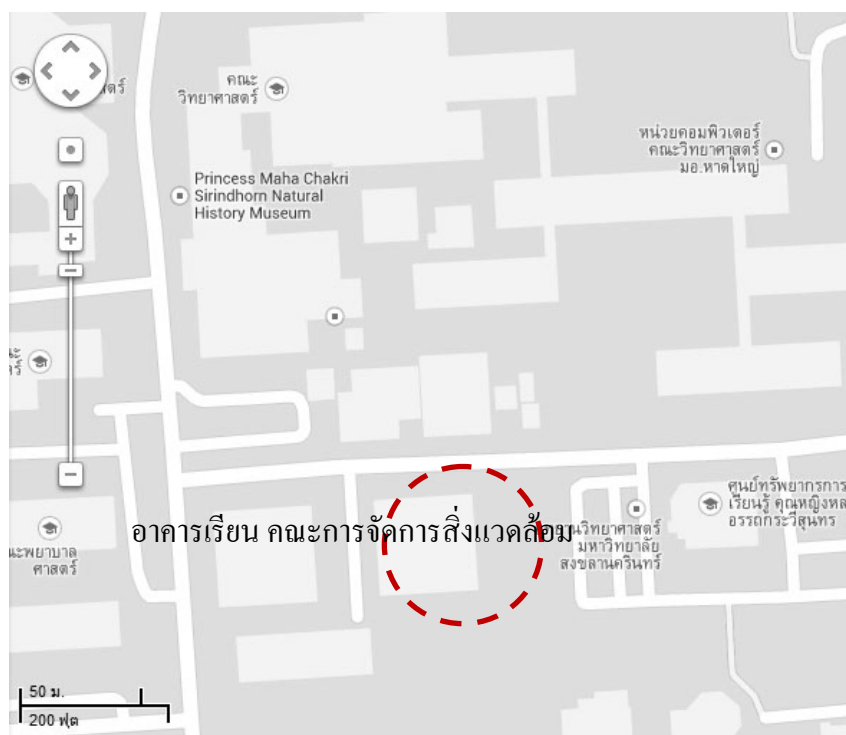 คณะ
วิทยาศาสตร์
Princess Maha Chakri
Sirindhorn Natural
History Museum
หน่วยคอมพิวเตอร์
คณะวิทยาศาสตร์
มอ.หาดใหญ่
อาคารเรียน คณะการจัดการสิ่งแวดล้อม
วิทยาศาสตร์
มหาวิทยาลัย
สงขลานครินทร์
ศูนย์ทรัพยากรการ
เรียนรู้ คุณหญิงหล
อรรถกระวีสุนทร
ะพยาบาล
ศาสตร์
50 ม.
200 ฟุต